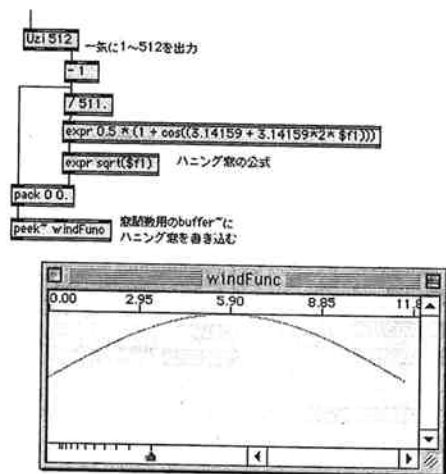 Uzi 512
一気に1～512を出力
- 1
/ 511.
expr 0.5 * (1 + cos((3.14159 + 3.14159*2* $f1)))
expr sqrt($f1)
ハニング窓の公式
pack 0 0.
peek~ windFunc
窓関数用のbuffer~に
ハニング窓を書き込む
windFunc
0.00 2.95 5.90 8.85 11.8